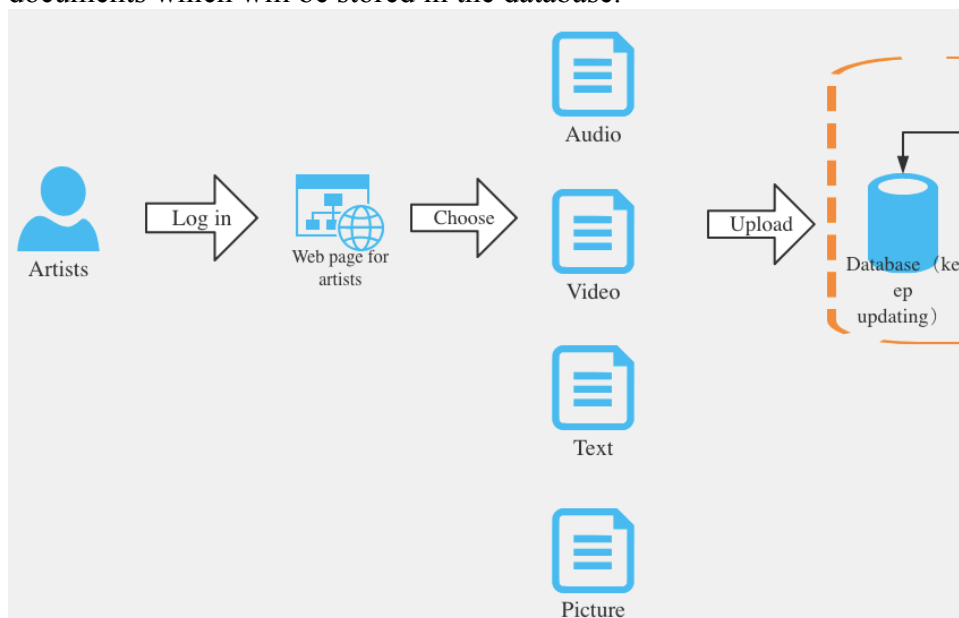 documents which will be stored in the database.
Audio
Log in
Choose
Upload
Artists
Web page for
artists
Video
Database（ke
ep
updating）
Text
Picture